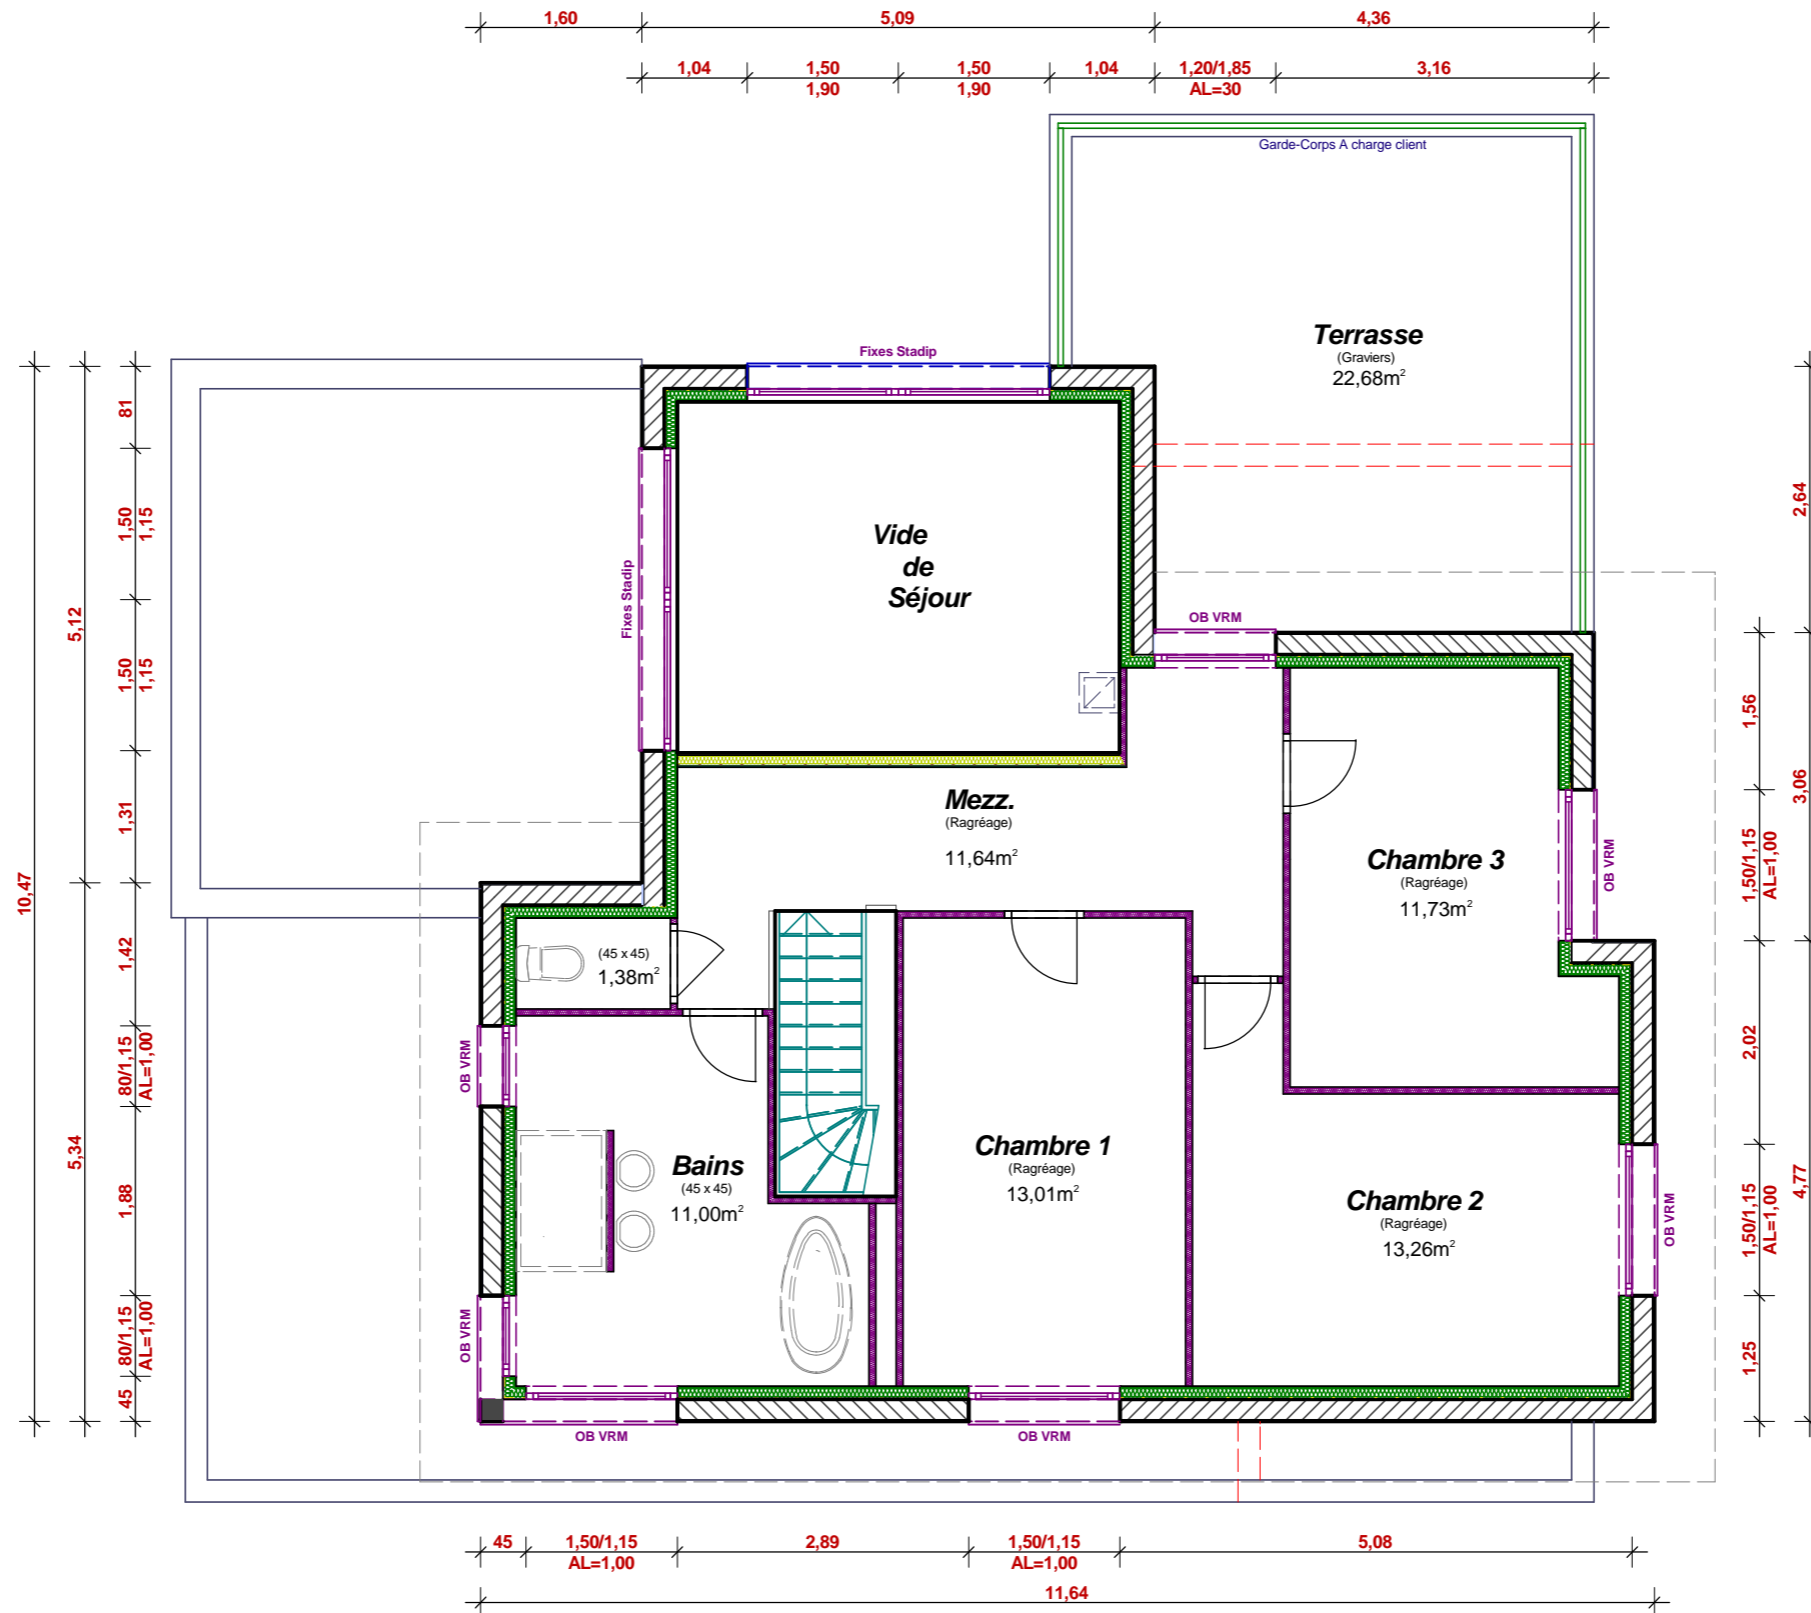 1,60
5,09
4,36
1,04
1,50
1,50
1,04
1,20/1,85
3,16
1,90
1,90
AL=30
Garde-Corps A charge client
Terrasse
(Graviers)
22,68m²
Fixes Stadip
Fixes Stadip
Vide
de
Séjour
OB VRM
Mezz.
(Ragréage)
11,64m²
Chambre 3
(Ragréage)
11,73m²
OB VRM
(45 x 45)
1,38m²
OB VRM
Bains
(45 x 45)
11,00m²
Chambre 1
(Ragréage)
13,01m²
Chambre 2
(Ragréage)
13,26m²
OB VRM
OB VRM
OB VRM
OB VRM
10,47
5,12
5,34
81
1,50
1,15
1,50
1,15
1,31
1,42
80/1,15
AL=1,00
1,88
80/1,15
AL=1,00
45
2,64
3,06
4,77
1,56
1,50/1,15
AL=1,00
2,02
1,50/1,15
AL=1,00
1,25
45
1,50/1,15
2,89
1,50/1,15
5,08
AL=1,00
AL=1,00
11,64